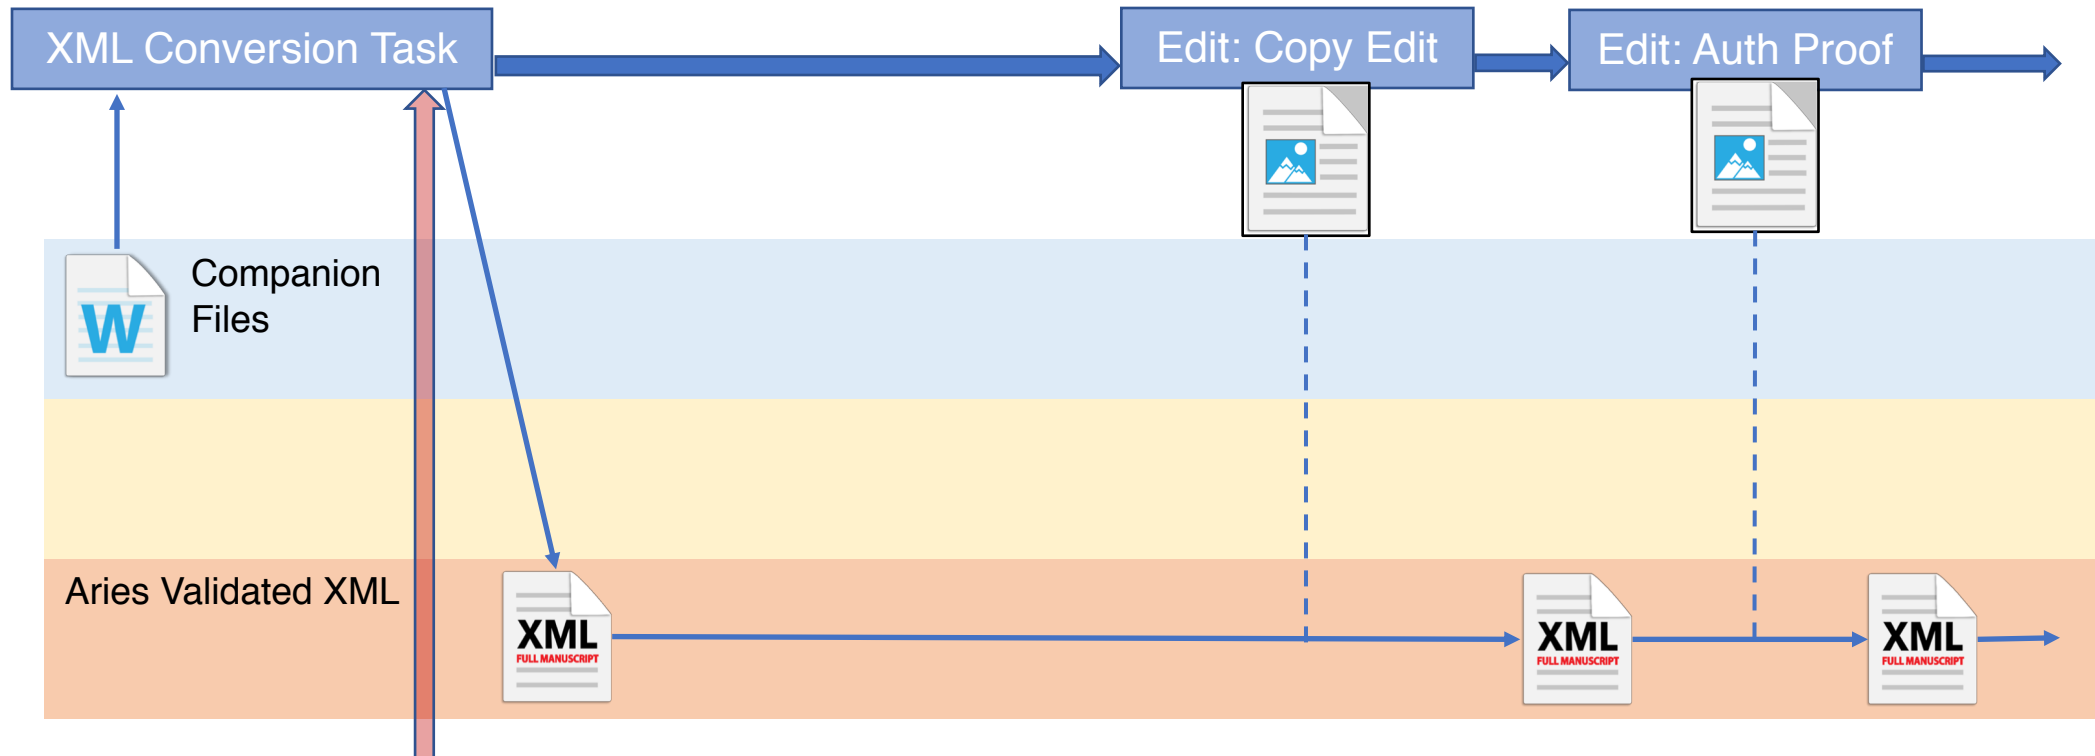 XML Conversion Task
Edit: Copy Edit
Edit: Auth Proof
W
Companion
Files
Aries Validated XML
XML
FULL MANUSCRIPT
XML
FULL MANUSCRIPT
XML
FULL MANUSCRIPT